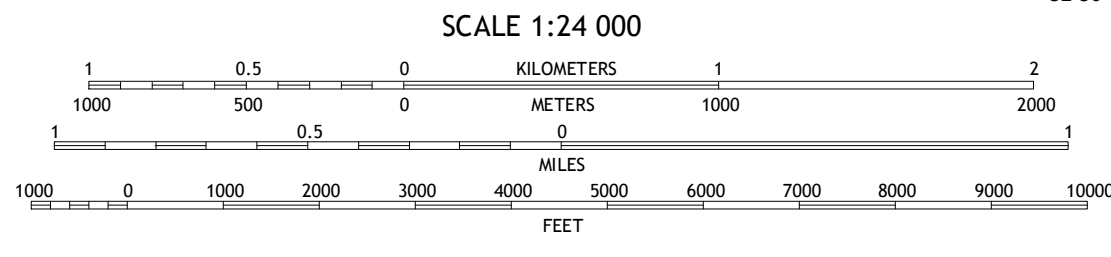 SCALE 1:24 000
1 0.5 0 KILOMETERS 1 2
1000 500 0 METERS 1000 2000
1 0.5 0 1
MILES
1000 0 1000 2000 3000 4000 5000 6000 7000 8000 9000 10000
FEET